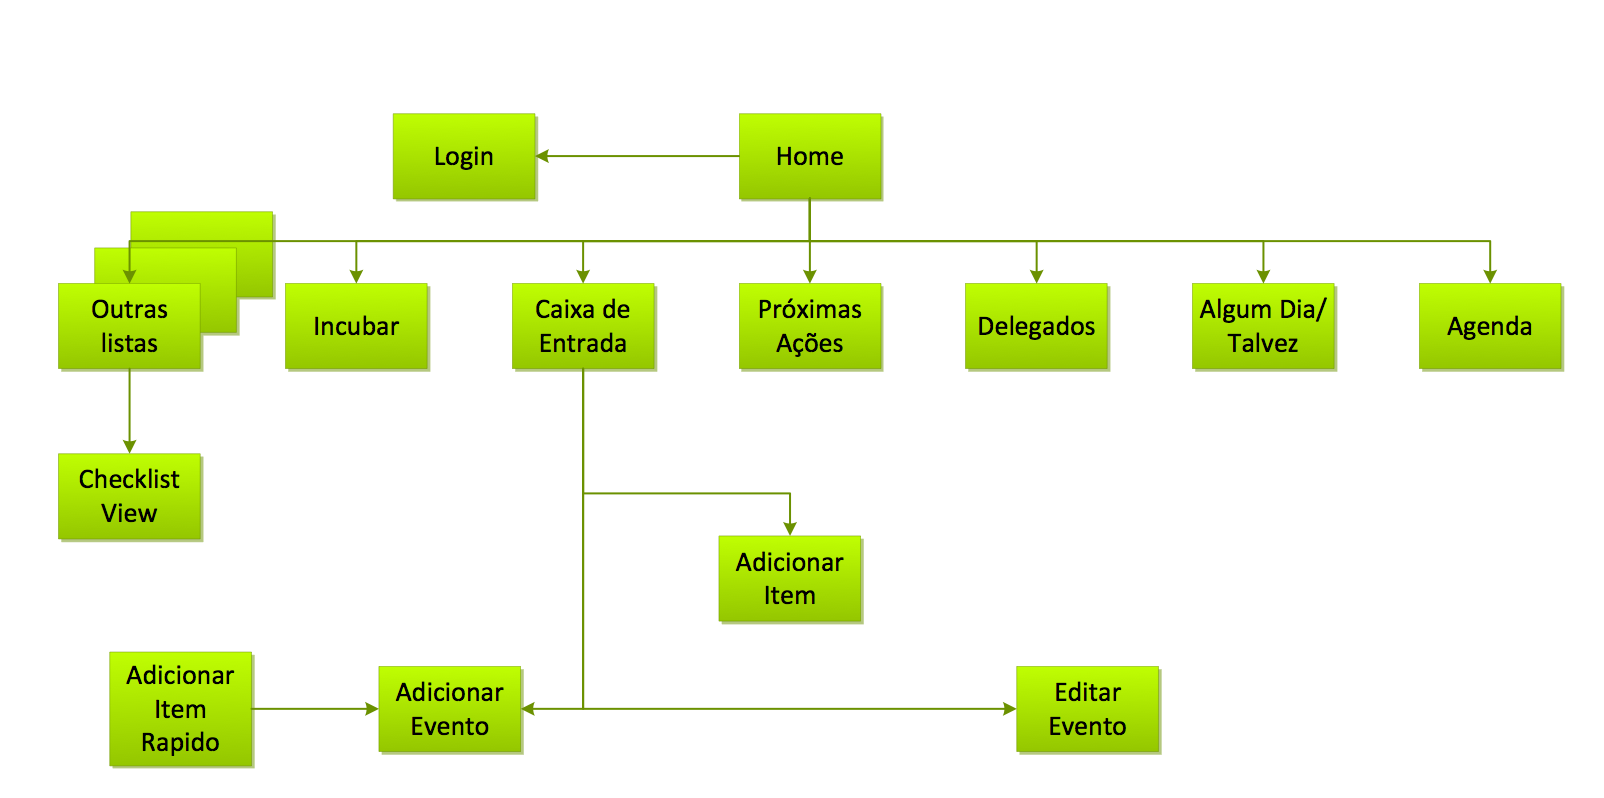 Login
Home
Outras
listas
Incubar
Caixa de
Entrada
Próximas
Ações
Delegados
Algum Dia/
Talvez
Agenda
Checklist
View
Adicionar
Item
Adicionar
Item
Rapido
Adicionar
Evento
Editar
Evento